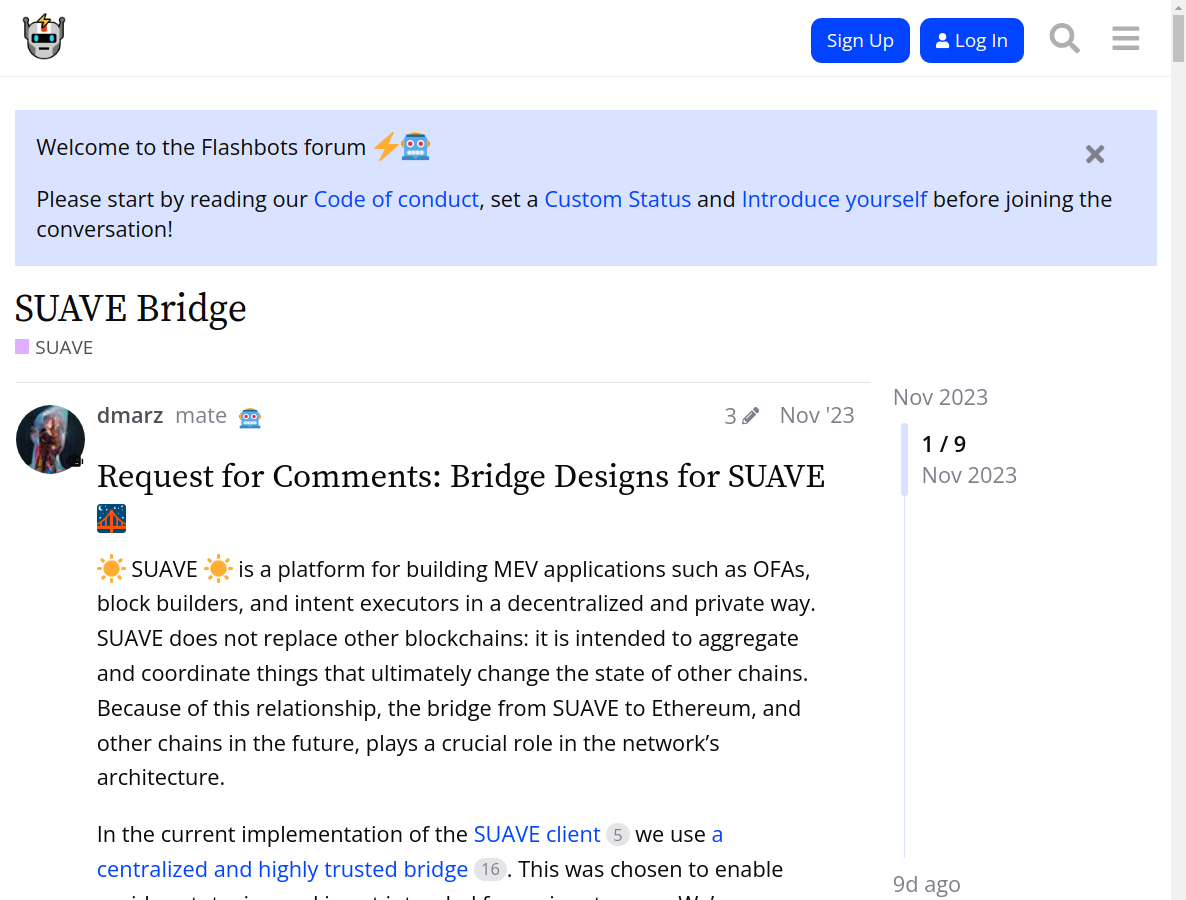 Sign Up
Log In
Welcome to the Flashbots forum
Please start by reading our Code of conduct, set a Custom Status and Introduce yourself before joining the
conversation!
SUAVE Bridge
SUAVE
dmarz mate
3 Nov '23
Request for Comments: Bridge Designs for SUAVE
SUAVE is a platform for building MEV applications such as OFAs,
block builders, and intent executors in a decentralized and private way.
SUAVE does not replace other blockchains: it is intended to aggregate
and coordinate things that ultimately change the state of other chains.
Because of this relationship, the bridge from SUAVE to Ethereum, and
other chains in the future, plays a crucial role in the network’s
architecture.
In the current implementation of the SUAVE client 5 we use a
centralized and highly trusted bridge 16. This was chosen to enable
Nov 2023
1 / 9
Nov 2023
9d ago